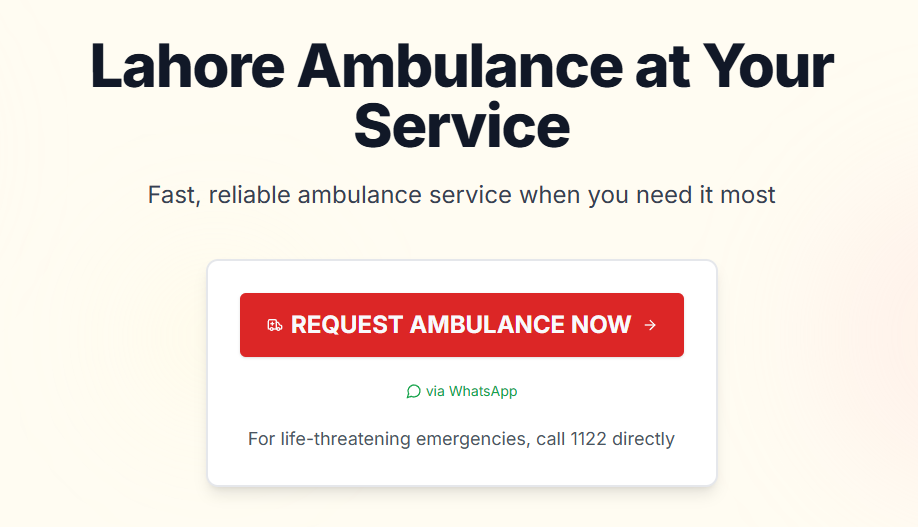 Lahore Ambulance at Your
Service
Fast, reliable ambulance service when you need it most
REQUEST AMBULANCE NOW
via WhatsApp
For life-threatening emergencies, call 1122 directly